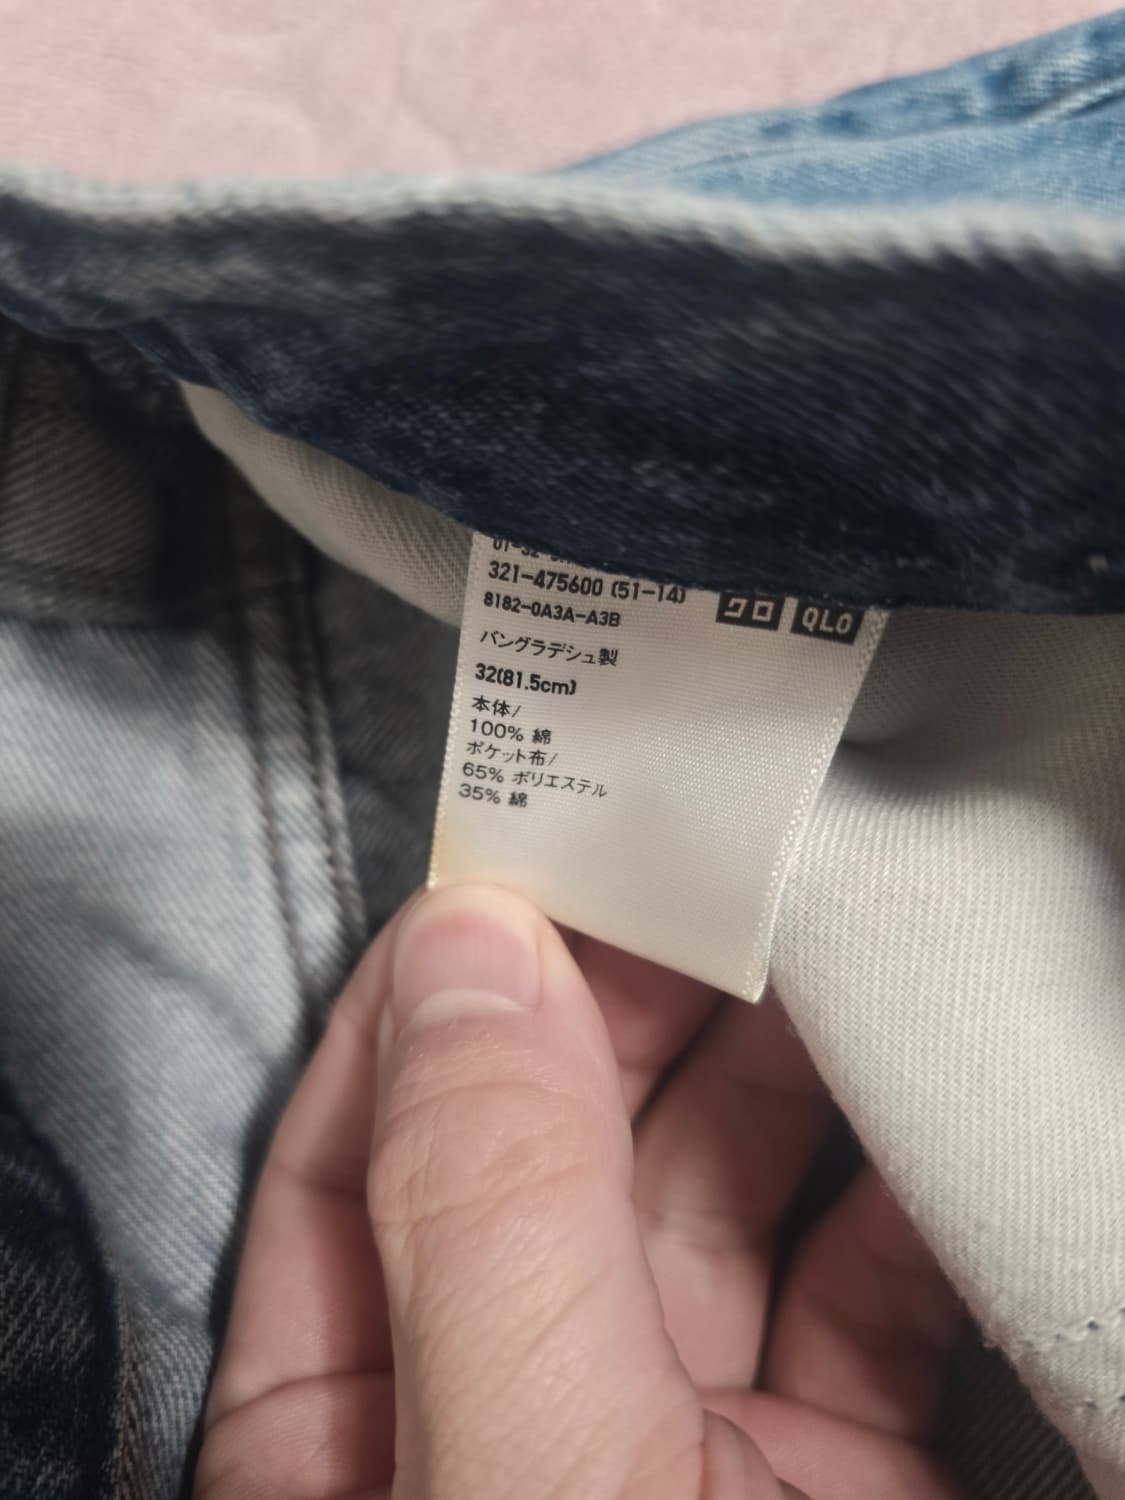 321-475600 (51-14)
8182-0A3A-A3B
バングラデシュ製
32(81.5cm)
本体/
100% 綿
ポケット布/
65% ポリエステル
35% 綿
クロ QLO